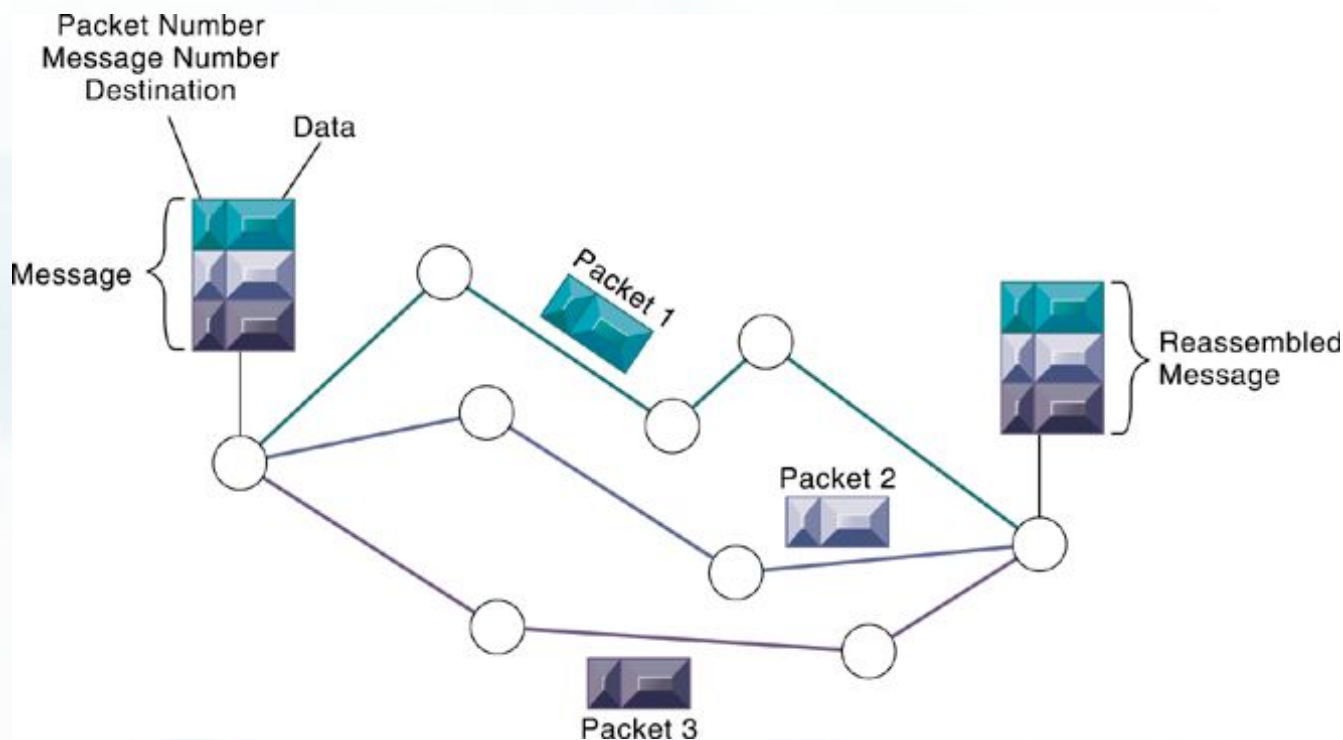 Packet Number
Message Number
Destination
Data
Message
Packet 1
Reassembled
Message
Packet 2
Packet 3